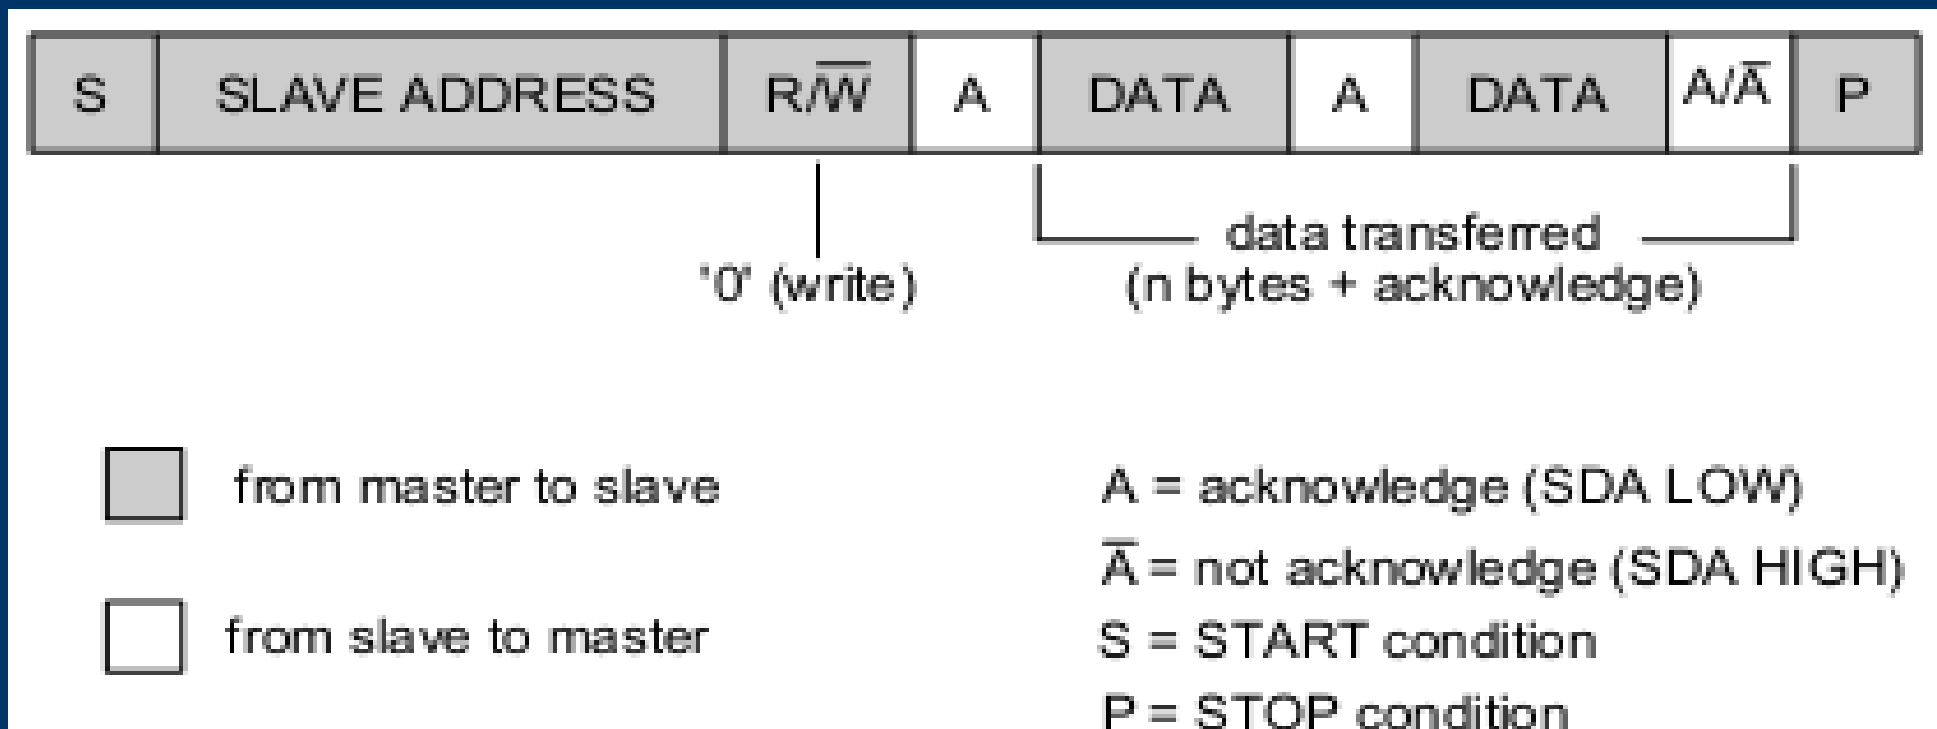 S SLAVE ADDRESS R/W̅ A DATA A DATA A/A̅ P
data transferred
'0' (write) (n bytes + acknowledge)
from master to slave A = acknowledge (SDA LOW)
A̅ = not acknowledge (SDA HIGH)
from slave to master S = START condition
P = STOP condition